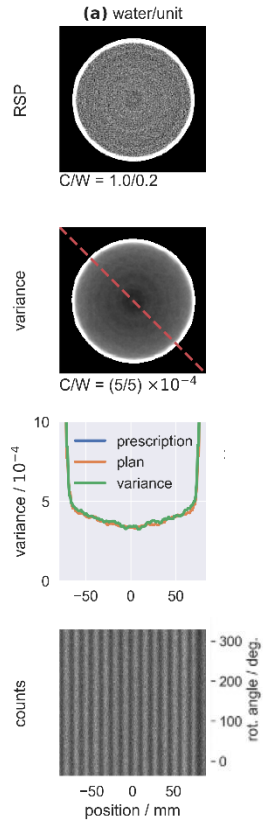 (a) water/unit
RSP
C/W = 1.0/0.2
variance
C/W = (5/5) ×10⁻⁴
variance / 10⁻⁴
10
5
0
prescription
plan
variance
−50 0 50
:
counts
300
200
100
0
rot. angle / deg.
−50 0 50
position / mm